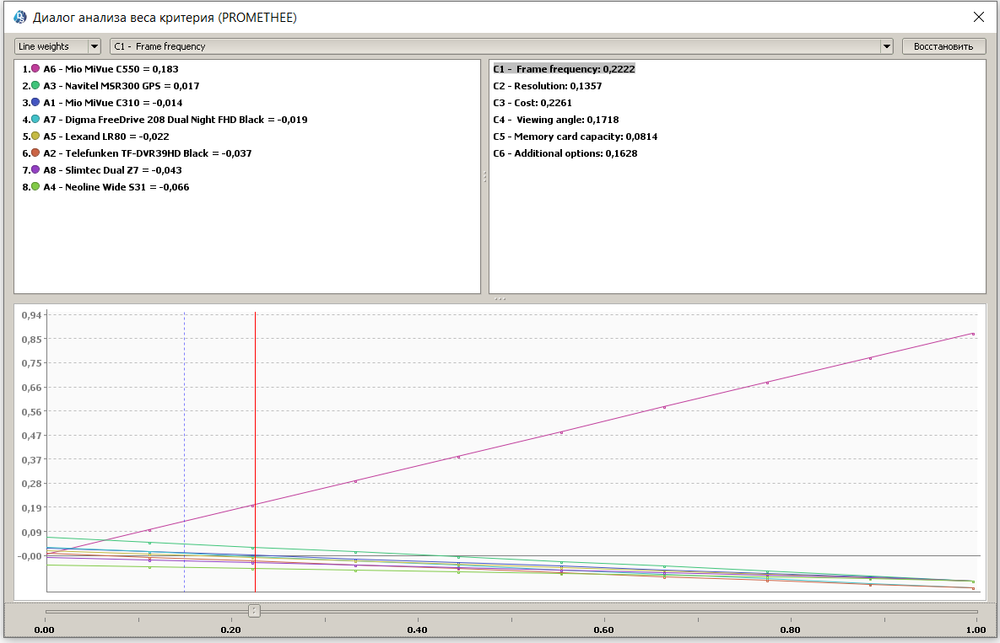 Диалог анализа веса критерия (PROMETHEE)
Line weights
C1 - Frame frequency
Восстановить
1. A6 - Mio MiVue C550 = 0,183
2. A3 - Navitel MSR300 GPS = 0,017
3. A1 - Mio MiVue C310 = -0,014
4. A7 - Digma FreeDrive 208 Dual Night FHD Black = -0,019
5. A5 - Lexand LR80 = -0,022
6. A2 - Telefunken TF-DVR39HD Black = -0,037
7. A8 - Slimtec Dual Z7 = -0,043
8. A4 - Neoline Wide S31 = -0,066
C1 - Frame frequency: 0,2222
C2 - Resolution: 0,1357
C3 - Cost: 0,2261
C4 - Viewing angle: 0,1718
C5 - Memory card capacity: 0,0814
C6 - Additional options: 0,1628
0,94
0,85
0,75
0,66
0,56
0,47
0,37
0,28
0,19
0,09
-0,00
0.00 0.20 0.40 0.60 0.80 1.00